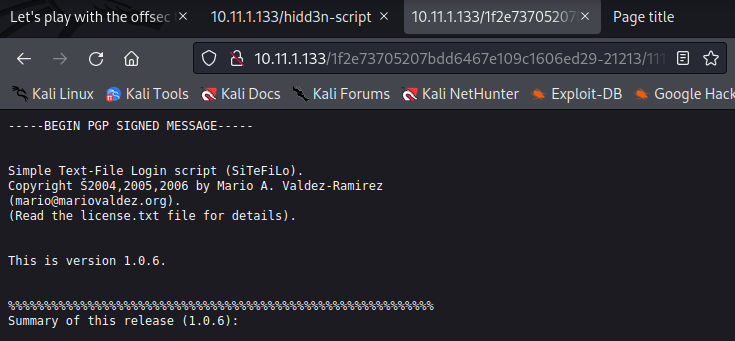 Let's play with the offsec
10.11.1.133/hidd3n-script
10.11.1.133/1f2e73705207
Page title
10.11.1.133/1f2e73705207bdd6467e109c1606ed29-21213/111
Kali Linux
Kali Tools
Kali Docs
Kali Forums
Kali NetHunter
Exploit-DB
Google Hack
-----BEGIN PGP SIGNED MESSAGE-----
Simple Text-File Login script (SiTeFiLo).
Copyright Š2004,2005,2006 by Mario A. Valdez-Ramirez
(mario@mariovaldez.org).
(Read the license.txt file for details).
This is version 1.0.6.
%%%%%%%%%%%%%%%%%%%%%%%%%%%%%%%%%%%%%%%%%%%%%%%%%%%%%%%%%%%
Summary of this release (1.0.6):